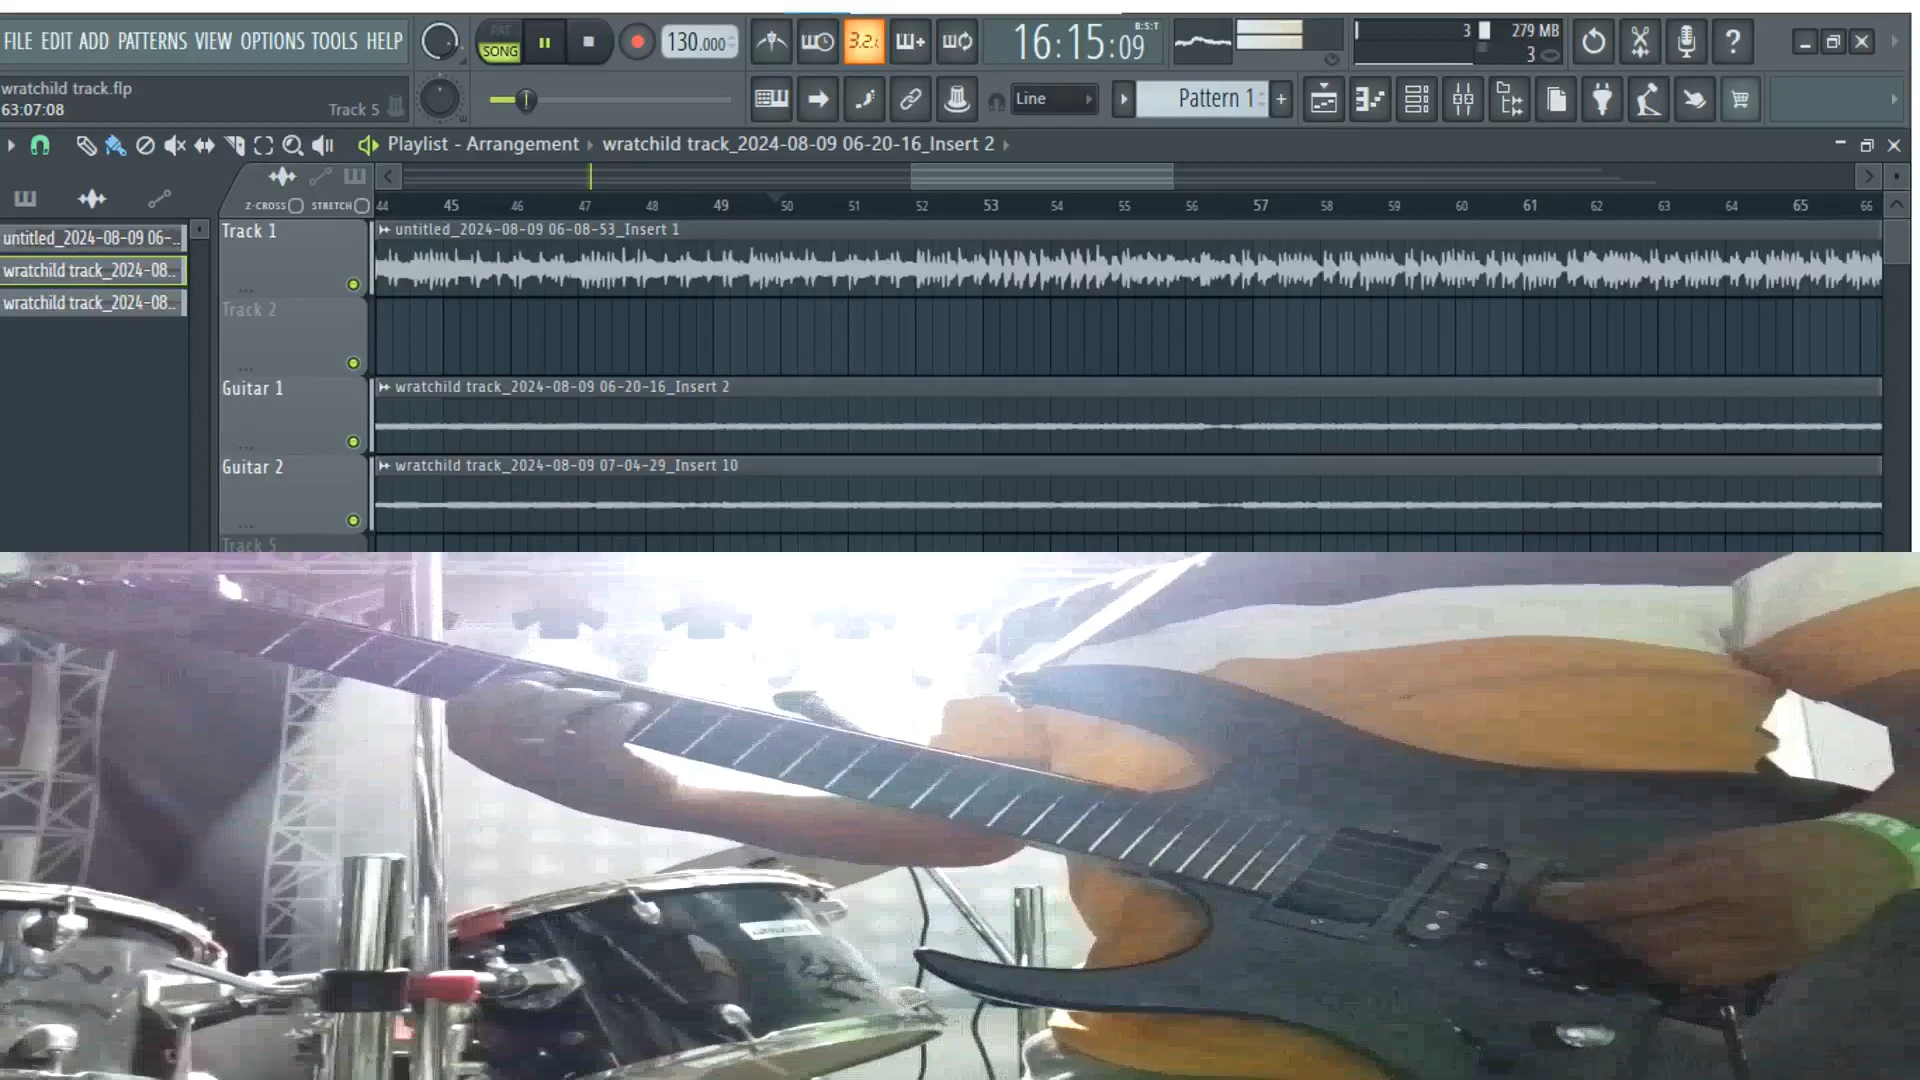 FILE EDIT ADD PATTERNS VIEW OPTIONS TOOLS HELP
PAT
SONG
130.000
3.2.
16:15:09
B:S:T
3
279 MB
3
?
wratchild track.flp
63:07:08
Track 5
Line
Pattern 1
+
Playlist - Arrangement
wratchild track_2024-08-09 06-20-16_Insert 2
Z-CROSS
STRETCH
44 45 46 47 48 49 50 51 52 53 54 55 56 57 58 59 60 61 62 63 64 65 66
untitled_2024-08-09 06-..
wratchild track_2024-08..
wratchild track_2024-08..
Track 1
untitled_2024-08-09 06-08-53_Insert 1
Track 2
Guitar 1
wratchild track_2024-08-09 06-20-16_Insert 2
Guitar 2
wratchild track_2024-08-09 07-04-29_Insert 10
Track 5